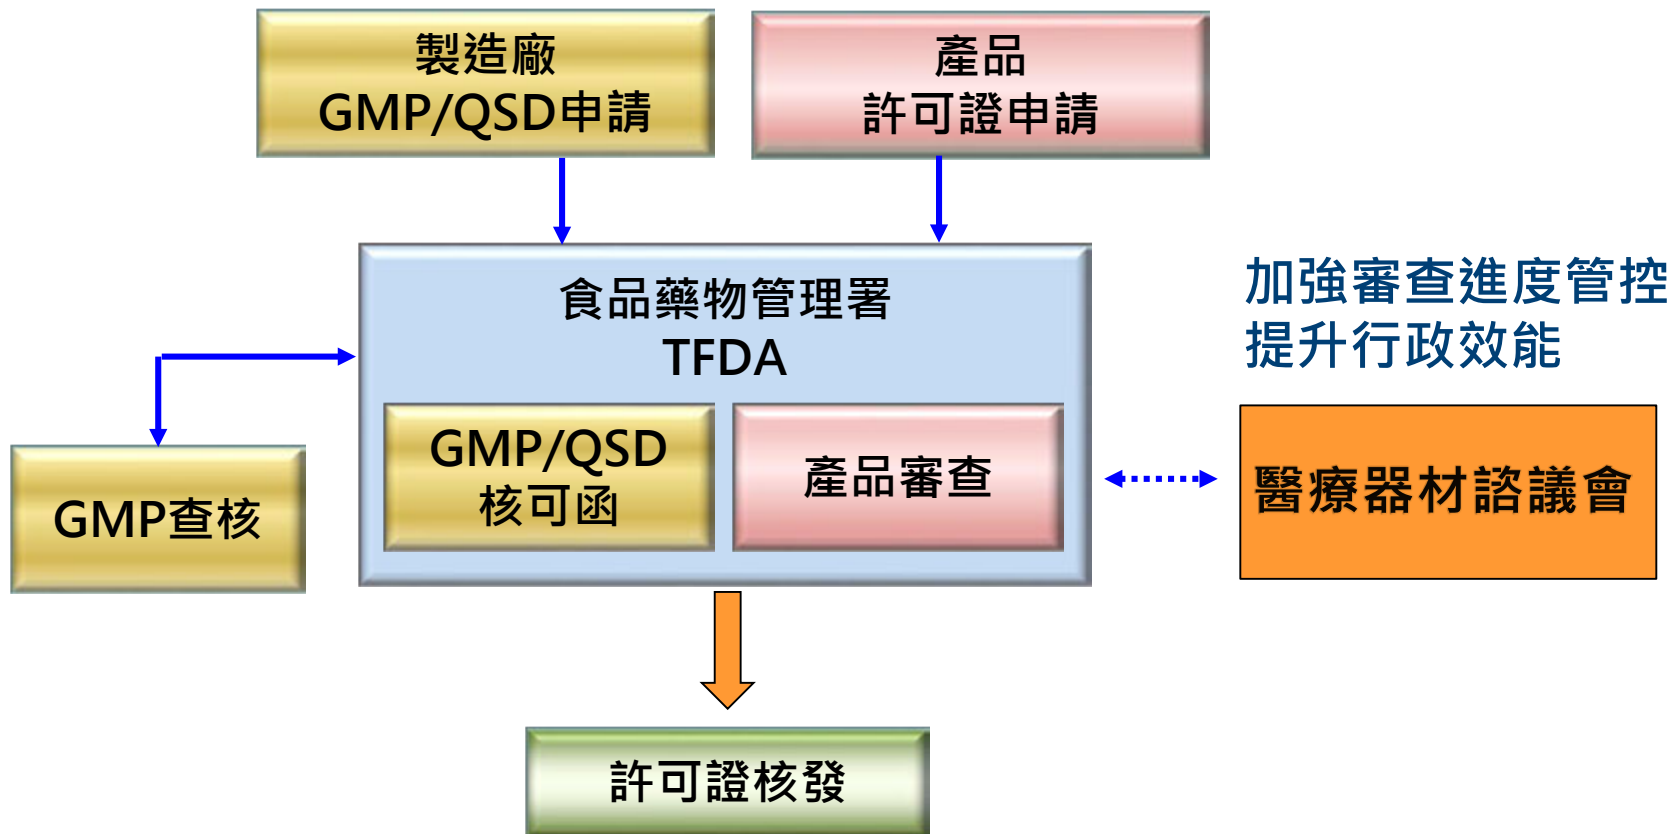 製造廠
GMP/QSD申請
產品
許可證申請
食品藥物管理署
TFDA
加強審查進度管控
提升行政效能
GMP/QSD
核可函
產品審查
醫療器材諮議會
GMP查核
許可證核發